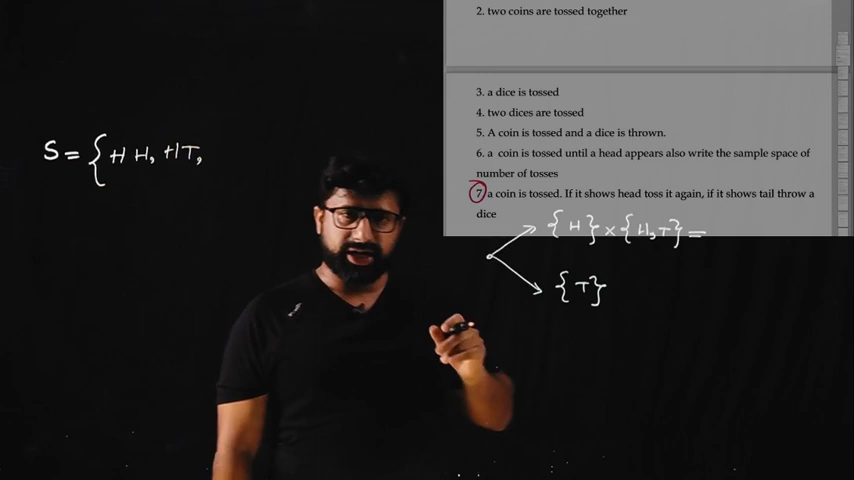 2. two coins are tossed together
3. a dice is tossed
4. two dices are tossed
5. A coin is tossed and a dice is thrown.
6. a coin is tossed until a head appears also write the sample space of
number of tosses
7. a coin is tossed. If it shows head toss it again, if it shows tail throw a
dice
S = { H H, HT,
{ H } × { H, T } =
{ T }